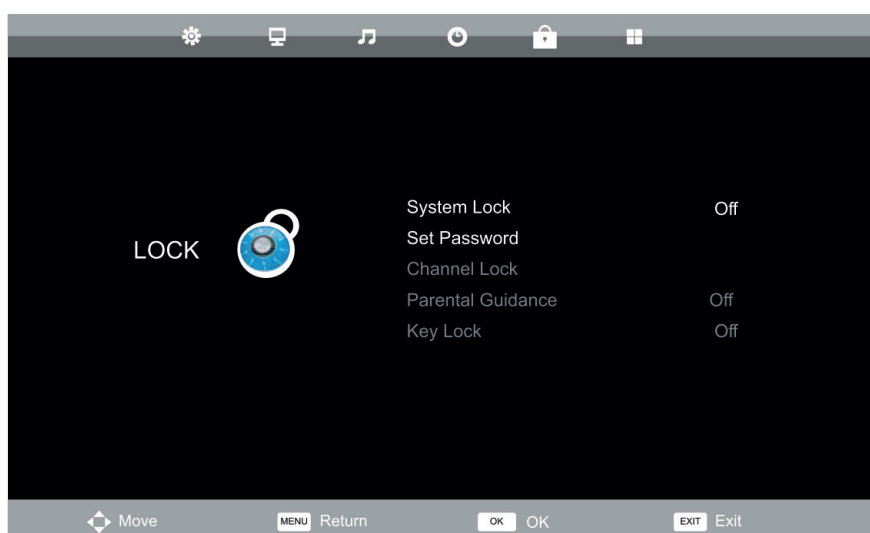 LOCK
System Lock Off
Set Password
Channel Lock
Parental Guidance Off
Key Lock Off
Move MENU Return OK OK EXIT Exit